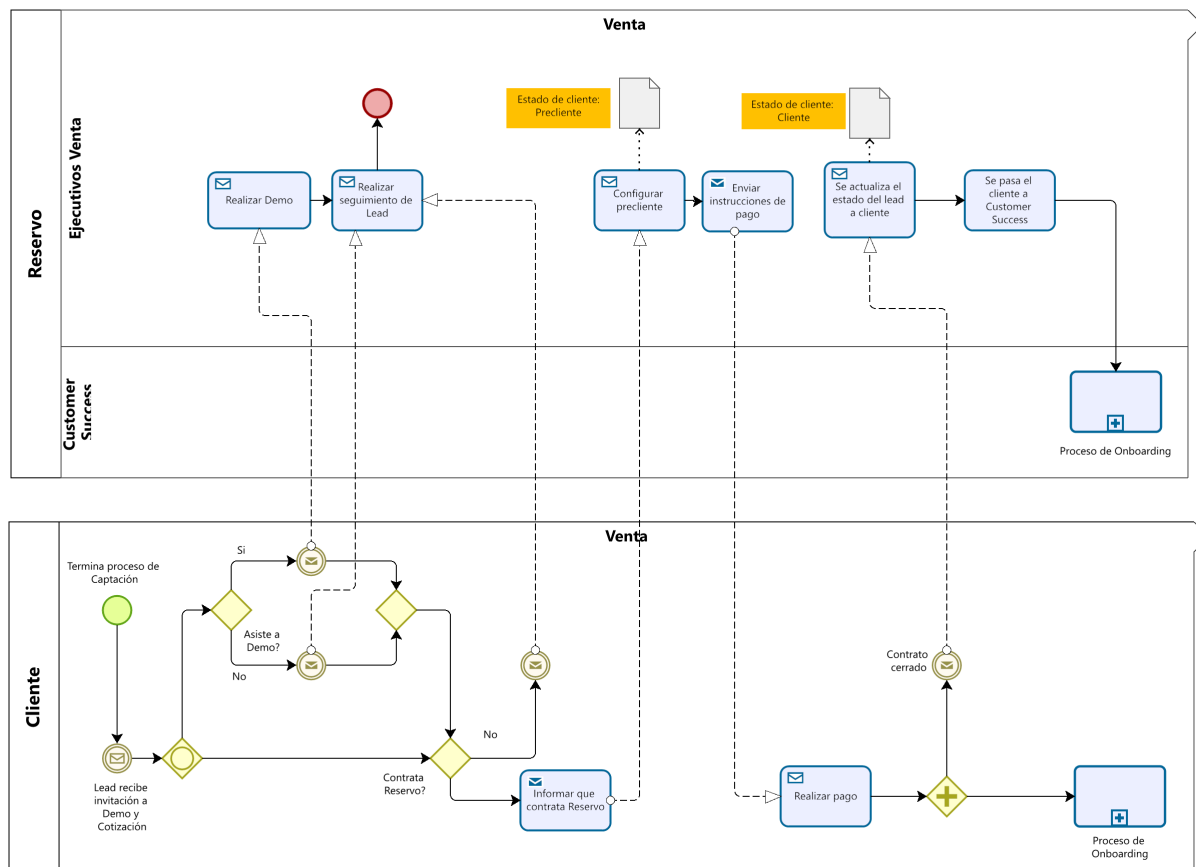 Venta
Reservo
Ejecutivos Venta
Estado de cliente:
Precliente
Estado de cliente:
Cliente
Realizar Demo
Realizar
seguimiento de
Lead
Configurar
precliente
Enviar
instrucciones de
pago
Se actualiza el
estado del lead
a cliente
Se pasa el
cliente a
Customer
Success
Customer
Success
Proceso de Onboarding
Venta
Cliente
Termina proceso de
Captación
Si
Asiste a
Demo?
No
Contrato
cerrado
No
Contrata
Reservo?
Lead recibe
invitación a
Demo y
Cotización
Informar que
contrata Reservo
Realizar pago
Proceso de
Onboarding